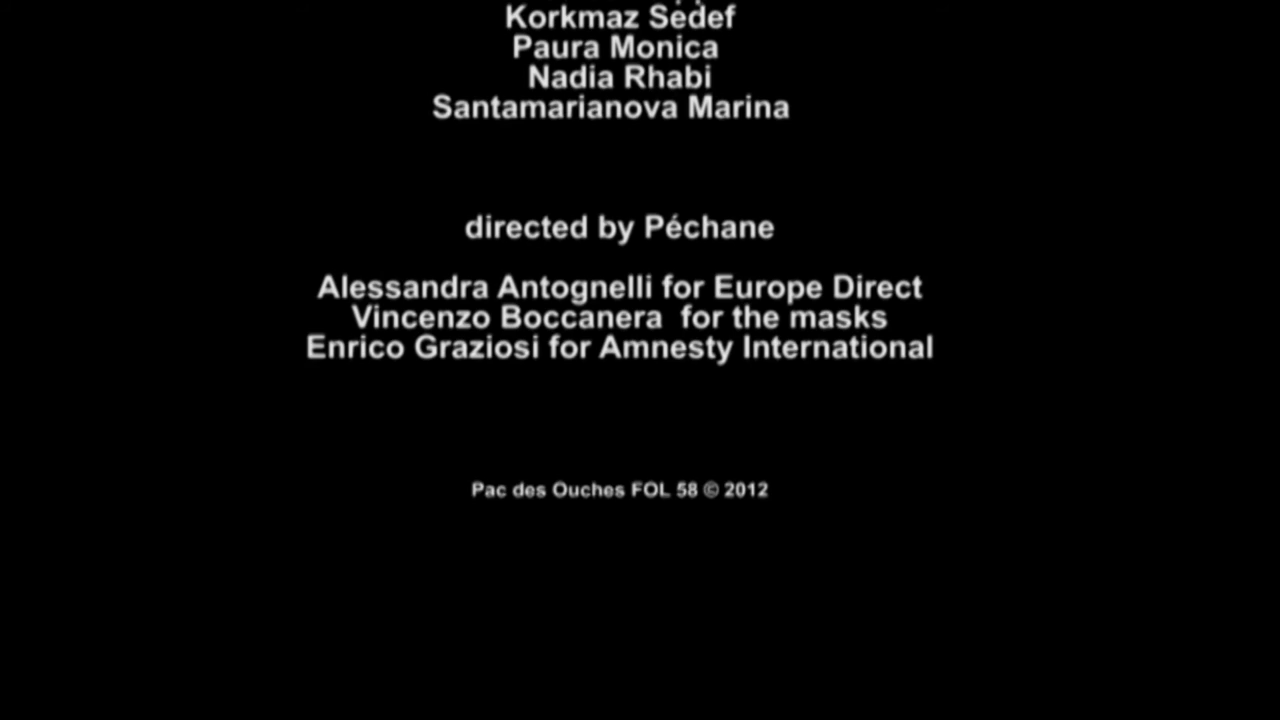 Korkmaz Sedef
Paura Monica
Nadia Rhabi
Santamarianova Marina
directed by Péchane
Alessandra Antognelli for Europe Direct
Vincenzo Boccanera for the masks
Enrico Graziosi for Amnesty International
Pac des Ouches FOL 58 © 2012